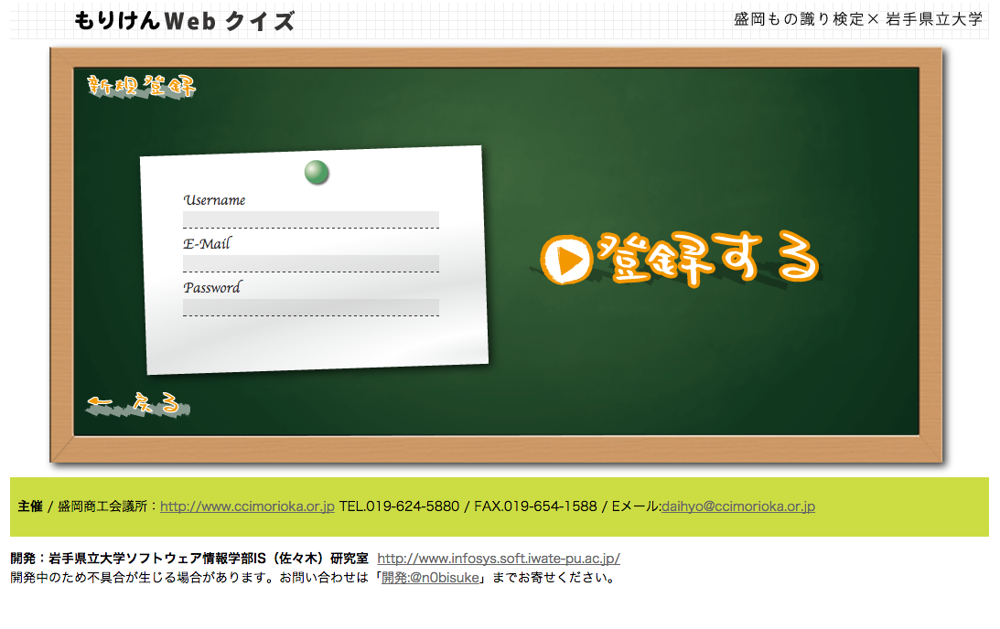 もりけんWeb クイズ
盛岡もの識り検定× 岩手県立大学
新規登録
Username
E-Mail
Password
登録する
← 戻る
主催 / 盛岡商工会議所：http://www.ccimorioka.or.jp TEL.019-624-5880 / FAX.019-654-1588 / Eメール:daihyo@ccimorioka.or.jp
開発：岩手県立大学ソフトウェア情報学部IS（佐々木）研究室 http://www.infosys.soft.iwate-pu.ac.jp/
開発中のため不具合が生じる場合があります。お問い合わせは「開発:@n0bisuke」までお寄せください。